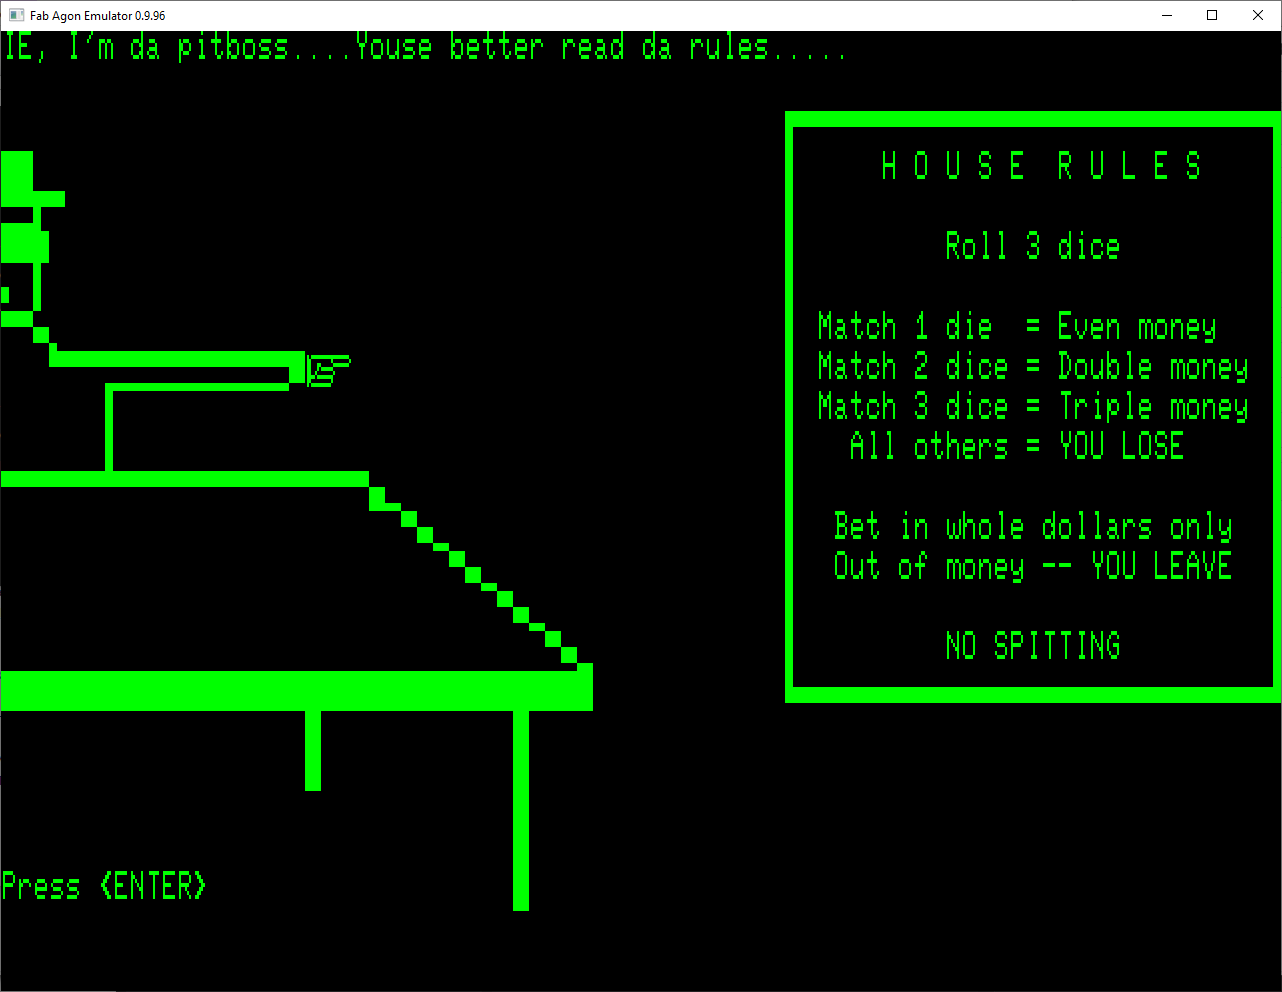 Fab Agon Emulator 0.9.96
IE, I'm da pitboss....Youse better read da rules.....
H O U S E  R U L E S
Roll 3 dice
Match 1 die  = Even money
Match 2 dice = Double money
Match 3 dice = Triple money
All others = YOU LOSE
Bet in whole dollars only
Out of money -- YOU LEAVE
NO SPITTING
Press {ENTER}